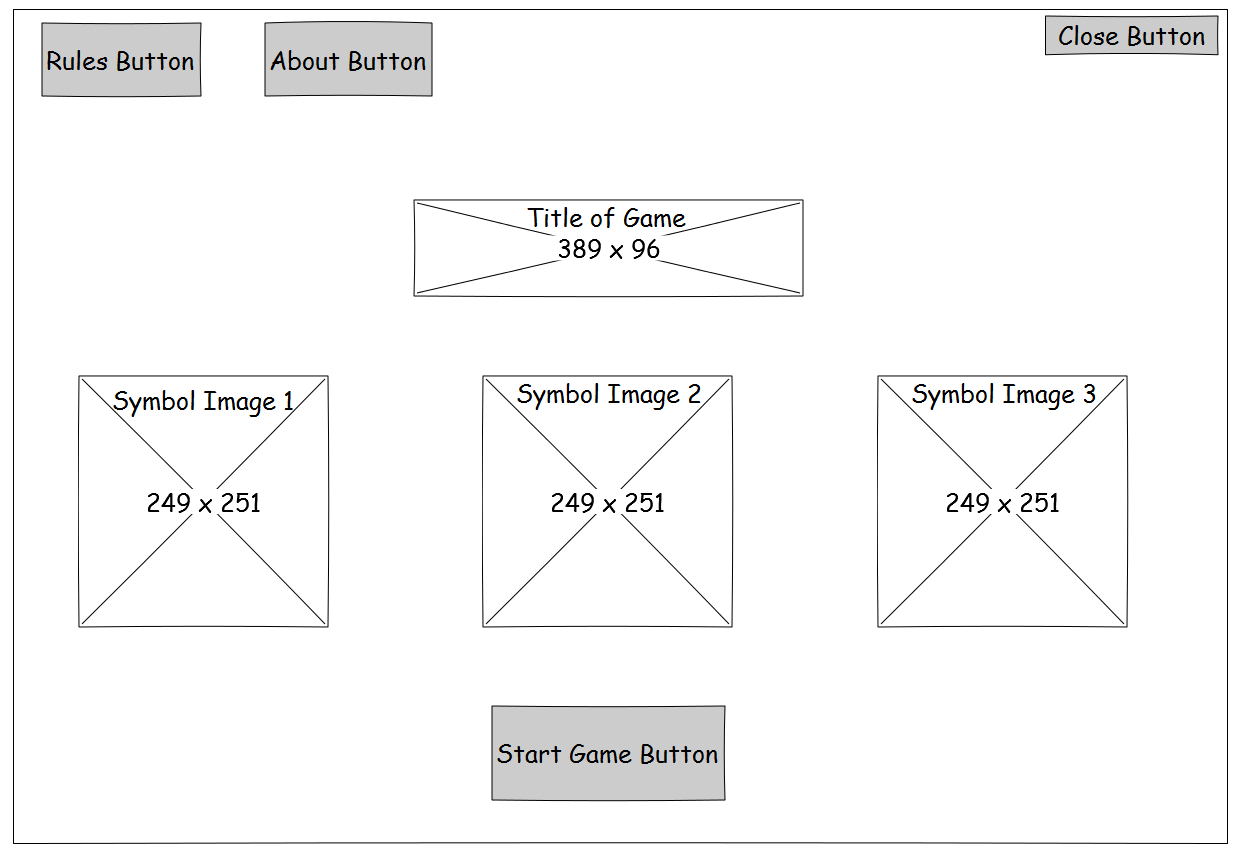 Rules Button
About Button
Close Button
Title of Game
389 x 96
Symbol Image 1
Symbol Image 2
Symbol Image 3
249 x 251
249 x 251
249 x 251
Start Game Button